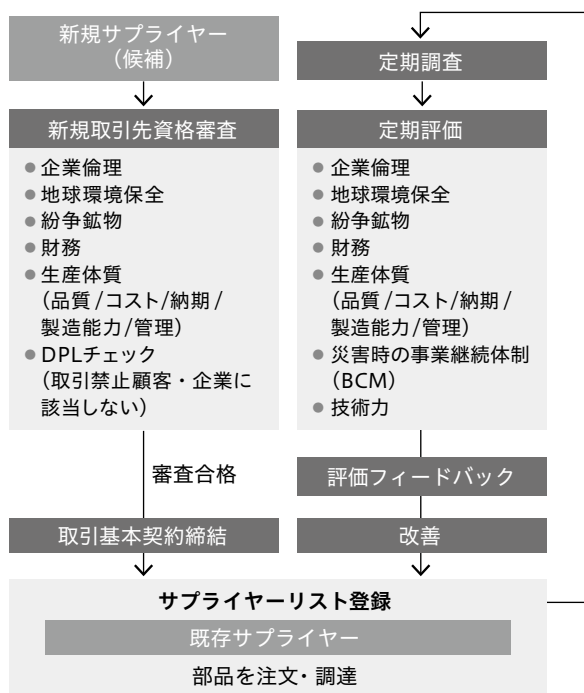 新規サプライヤー
（候補）
新規取引先資格審査
● 企業倫理
● 地球環境保全
● 紛争鉱物
● 財務
● 生産体質
（品質/コスト/納期/
製造能力/管理）
● DPLチェック
（取引禁止顧客・企業に
該当しない）
審査合格
取引基本契約締結
定期調査
定期評価
● 企業倫理
● 地球環境保全
● 紛争鉱物
● 財務
● 生産体質
（品質/コスト/納期/
製造能力/管理）
● 災害時の事業継続体制
（BCM）
● 技術力
評価フィードバック
改善
サプライヤーリスト登録
既存サプライヤー
部品を注文・調達